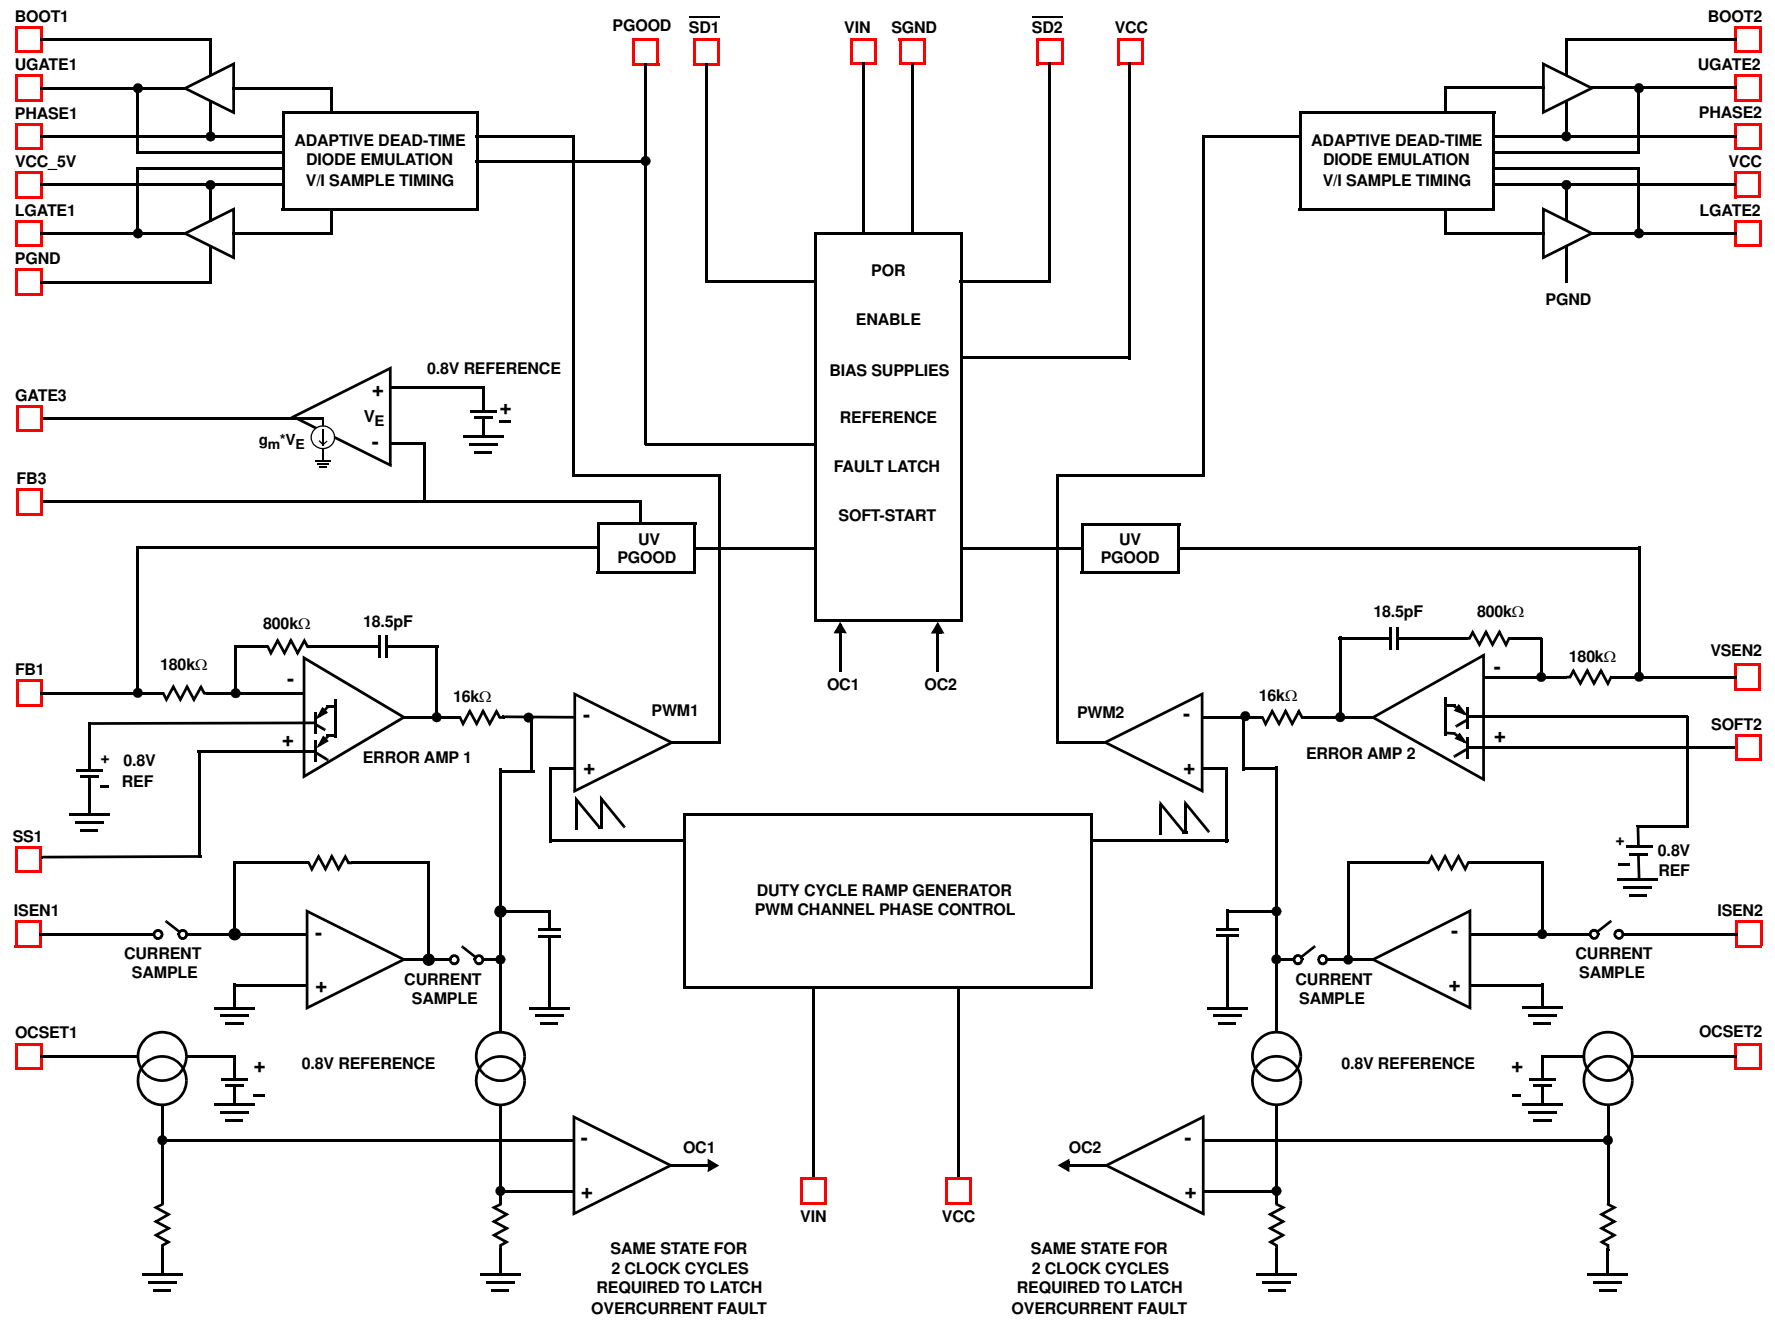 BOOT1
UGATE1
PHASE1
VCC_5V
LGATE1
PGND
ADAPTIVE DEAD-TIME
DIODE EMULATION
V/I SAMPLE TIMING
PGOOD
SD1
VIN
SGND
SD2
VCC
BOOT2
UGATE2
PHASE2
VCC
LGATE2
ADAPTIVE DEAD-TIME
DIODE EMULATION
V/I SAMPLE TIMING
PGND
POR
ENABLE
BIAS SUPPLIES
REFERENCE
FAULT LATCH
SOFT-START
OC1
OC2
GATE3
0.8V REFERENCE
+
-
+
VE
-
gm*VE
FB3
UV
PGOOD
UV
PGOOD
FB1
180kΩ
800kΩ
18.5pF
-
+
ERROR AMP 1
16kΩ
+
-
0.8V
REF
SS1
-
+
PWM1
PWM2
-
+
16kΩ
18.5pF
800kΩ
180kΩ
-
+
ERROR AMP 2
VSEN2
SOFT2
+
-
0.8V
REF
DUTY CYCLE RAMP GENERATOR
PWM CHANNEL PHASE CONTROL
ISEN1
CURRENT
SAMPLE
-
+
CURRENT
SAMPLE
CURRENT
SAMPLE
-
+
CURRENT
SAMPLE
ISEN2
OCSET1
+
-
0.8V REFERENCE
0.8V REFERENCE
+
-
OCSET2
-
+
OC1
OC2
-
+
VIN
VCC
SAME STATE FOR
2 CLOCK CYCLES
REQUIRED TO LATCH
OVERCURRENT FAULT
SAME STATE FOR
2 CLOCK CYCLES
REQUIRED TO LATCH
OVERCURRENT FAULT